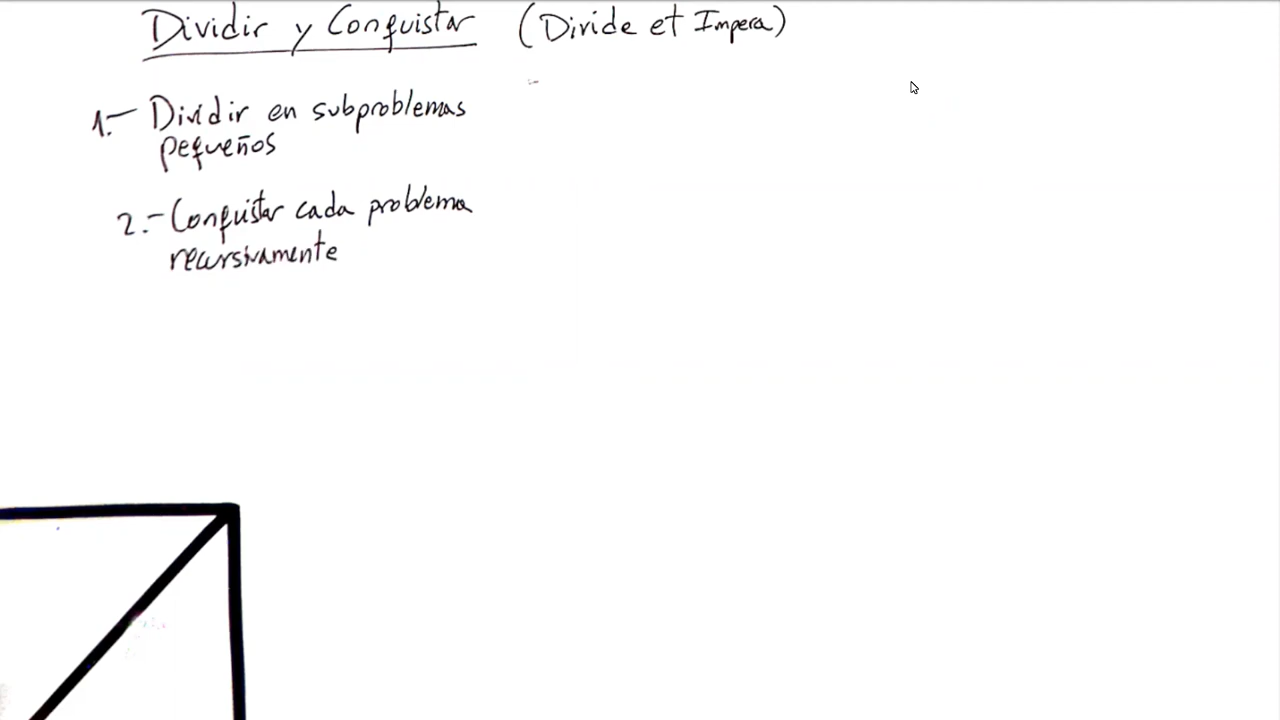 Dividir y Conquistar (Divide et Impera)
1.- Dividir en subproblemas
pequeños
2.- Conquistar cada problema
recursivamente